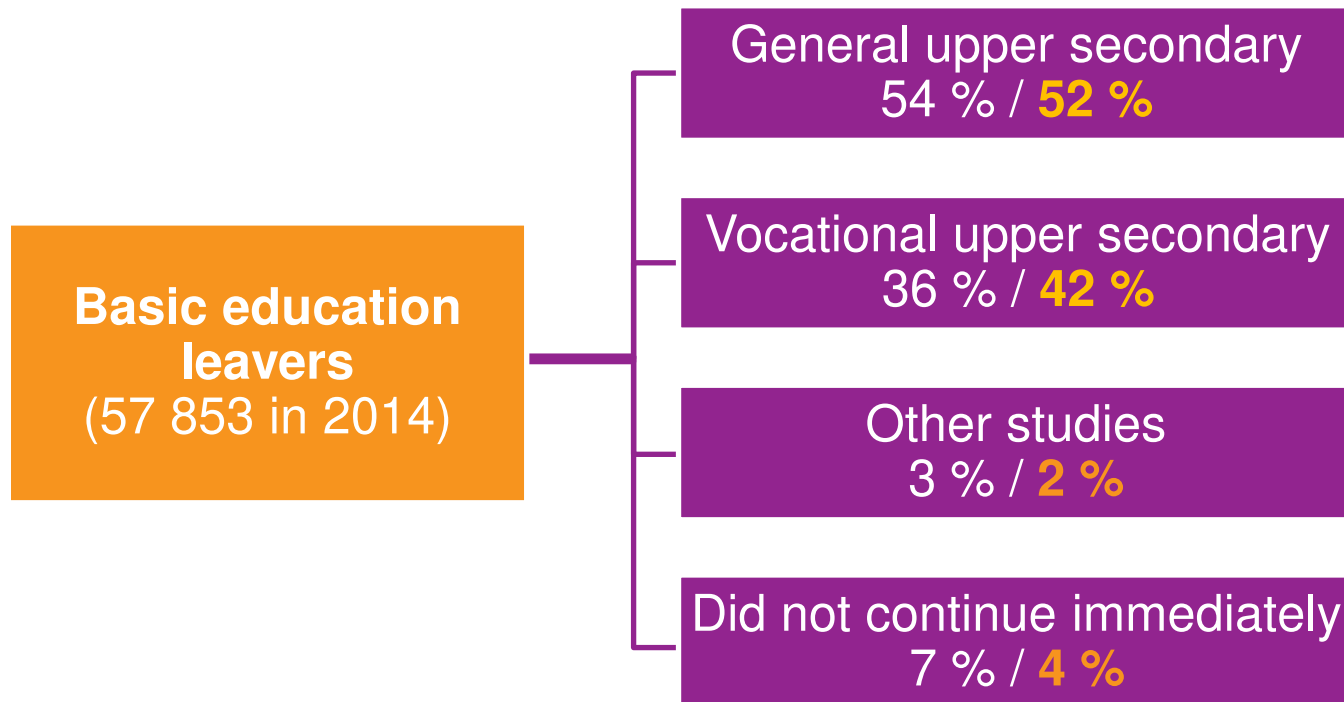 Basic education
leavers
(57 853 in 2014)
General upper secondary
54 % / 52 %
Vocational upper secondary
36 % / 42 %
Other studies
3 % / 2 %
Did not continue immediately
7 % / 4 %